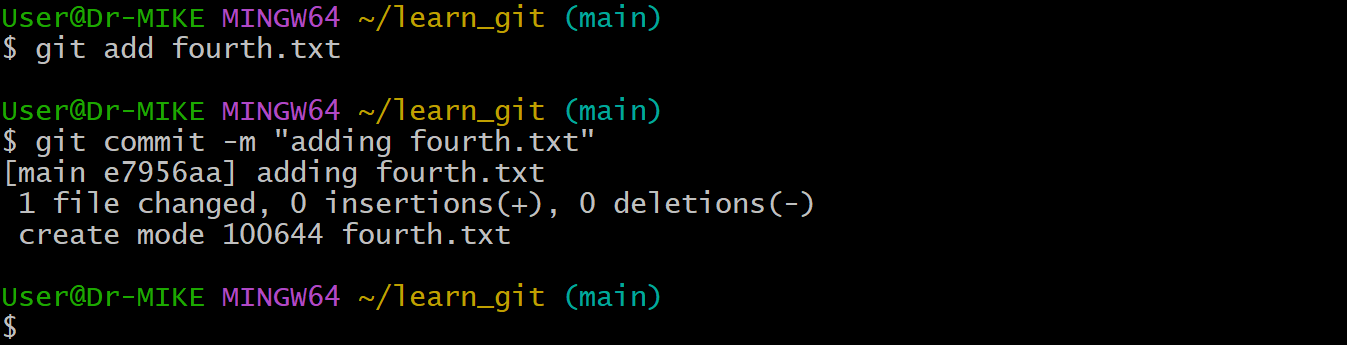 User@Dr-MIKE MINGW64 ~/learn_git (main)
$ git add fourth.txt
User@Dr-MIKE MINGW64 ~/learn_git (main)
$ git commit -m "adding fourth.txt"
[main e7956aa] adding fourth.txt
 1 file changed, 0 insertions(+), 0 deletions(-)
 create mode 100644 fourth.txt
User@Dr-MIKE MINGW64 ~/learn_git (main)
$